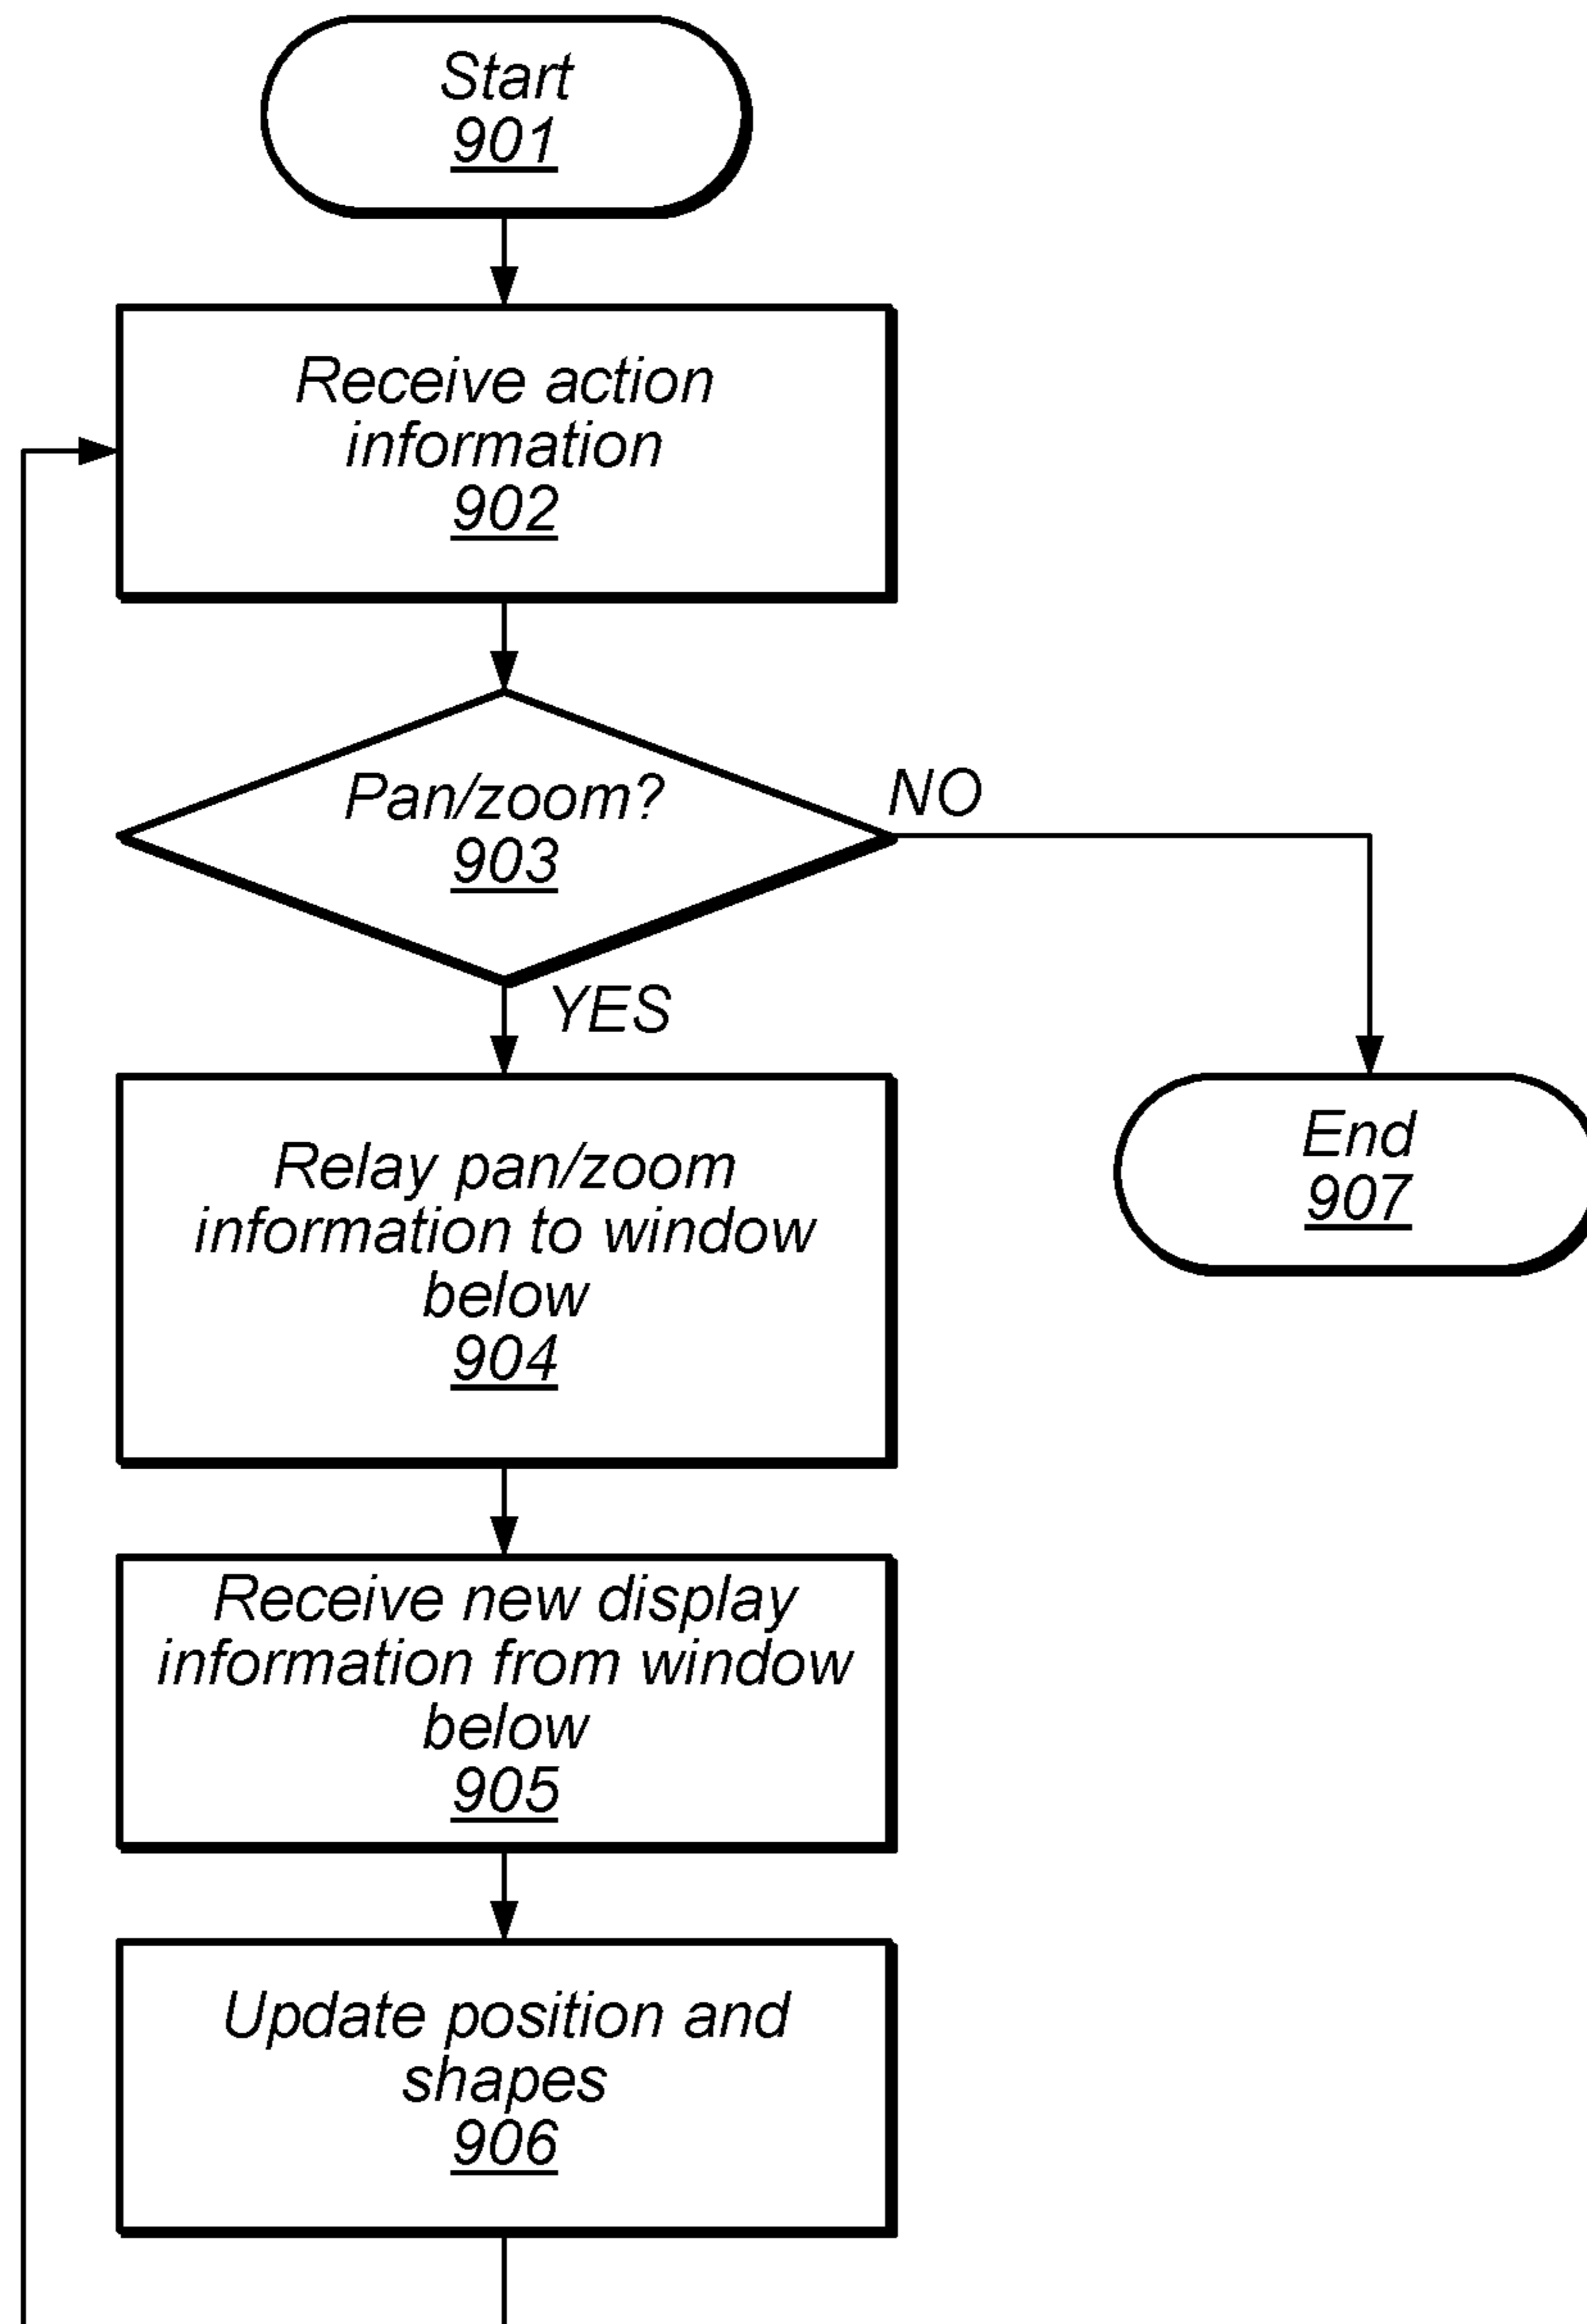 Start
901
Receive action
information
902
Pan/zoom?
903
NO
YES
Relay pan/zoom
information to window
below
904
End
907
Receive new display
information from window
below
905
Update position and
shapes
906